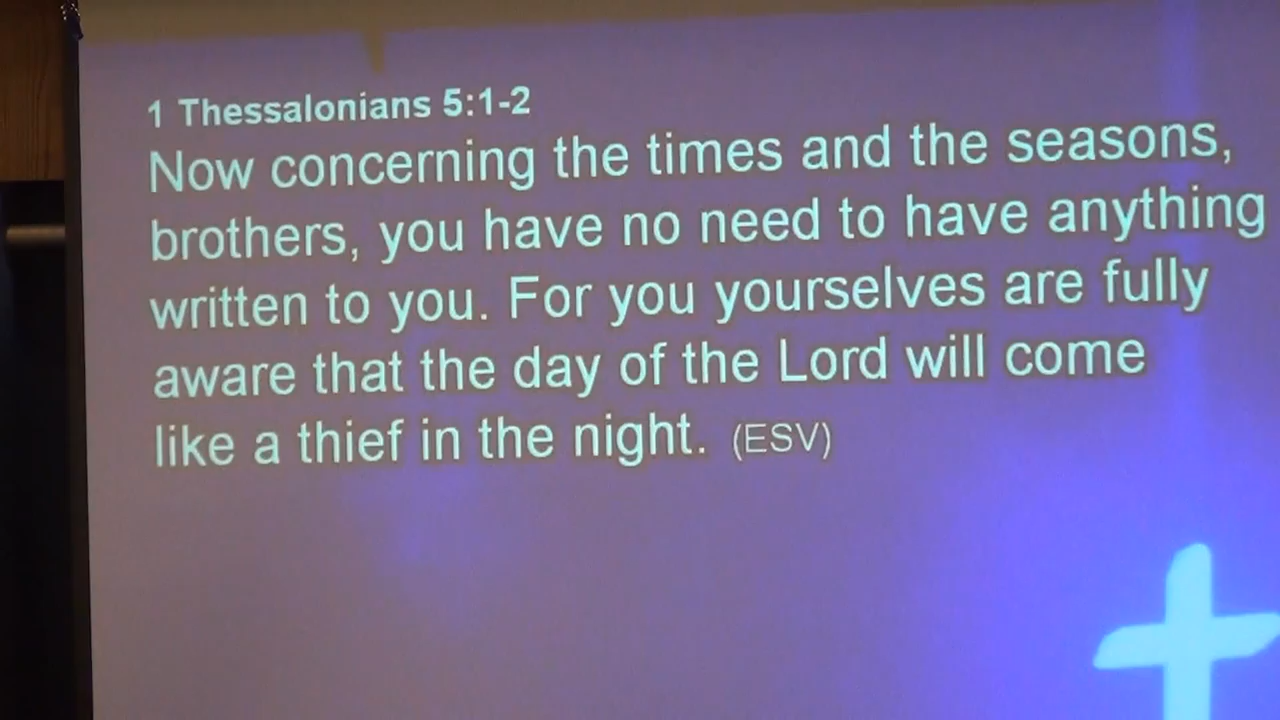 1 Thessalonians 5:1-2
Now concerning the times and the seasons,
brothers, you have no need to have anything
written to you. For you yourselves are fully
aware that the day of the Lord will come
like a thief in the night. (ESV)